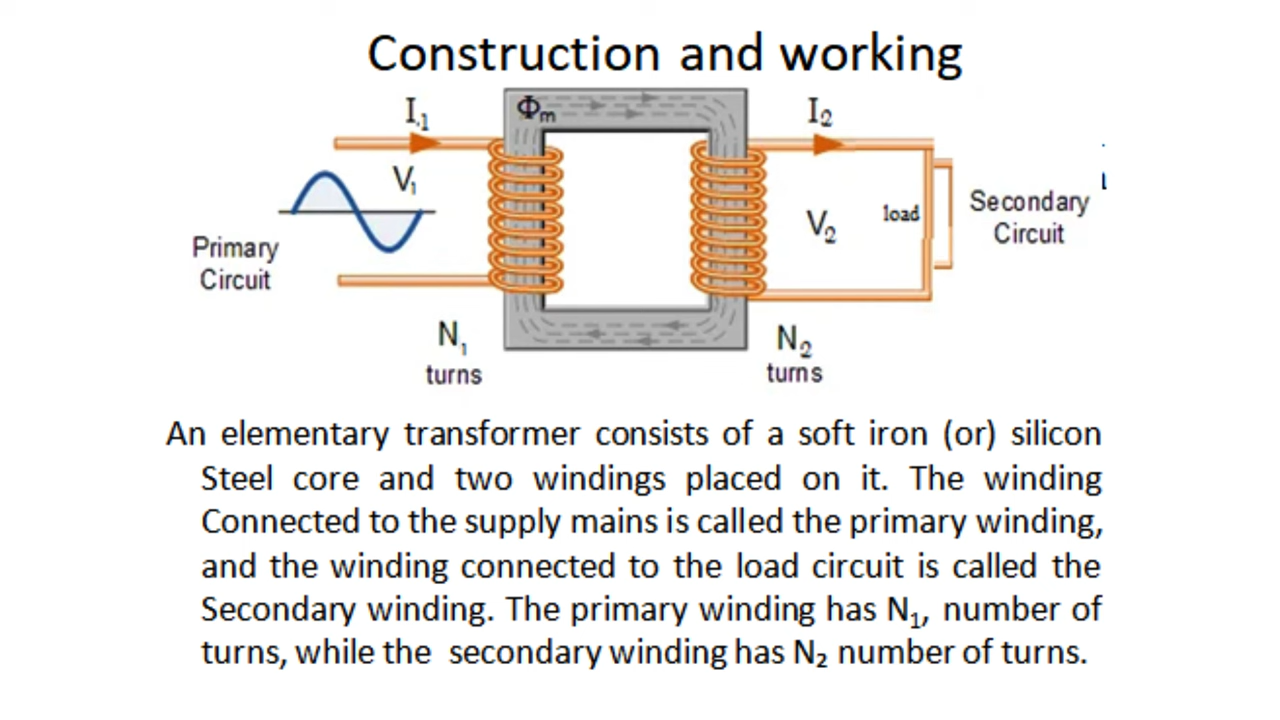 Construction and working
I1
Φm
I2
V1
V2
load
Secondary
Circuit
Primary
Circuit
N1
turns
N2
turns
An elementary transformer consists of a soft iron (or) silicon
Steel core and two windings placed on it. The winding
Connected to the supply mains is called the primary winding,
and the winding connected to the load circuit is called the
Secondary winding. The primary winding has N₁, number of
turns, while the secondary winding has N₂ number of turns.